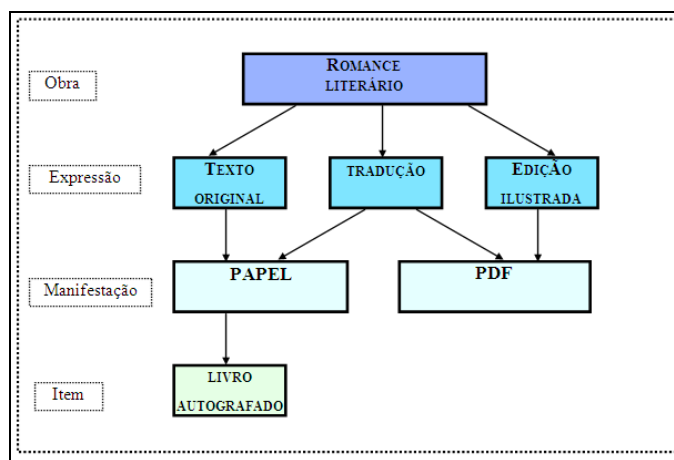 Obra
ROMANCE
LITERÁRIO
Expressão
TEXTO
ORIGINAL
TRADUÇÃO
EDIÇÃO
ILUSTRADA
Manifestação
PAPEL
PDF
Item
LIVRO
AUTOGRAFADO